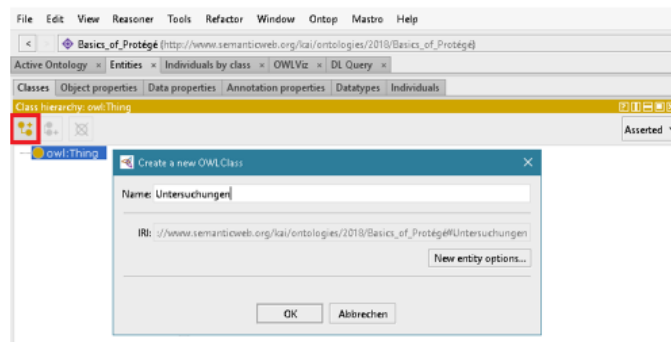 File Edit View Reasoner Tools Refactor Window Ontop Mastro Help
< Basics_of_Protégé (http://www.semanticweb.org/kai/ontologies/2018/Basics_of_Protégé)
Active Ontology × Entities × Individuals by class × OWLViz × DL Query ×
Classes Object properties Data properties Annotation properties Datatypes Individuals
Class hierarchy: owl:Thing
Asserted
owl:Thing
Create a new OWLClass
Name: Untersuchungen
IRI: ://www.semanticweb.org/kai/ontologies/2018/Basics_of_Protégé#Untersuchungen
New entity options...
OK Abbrechen